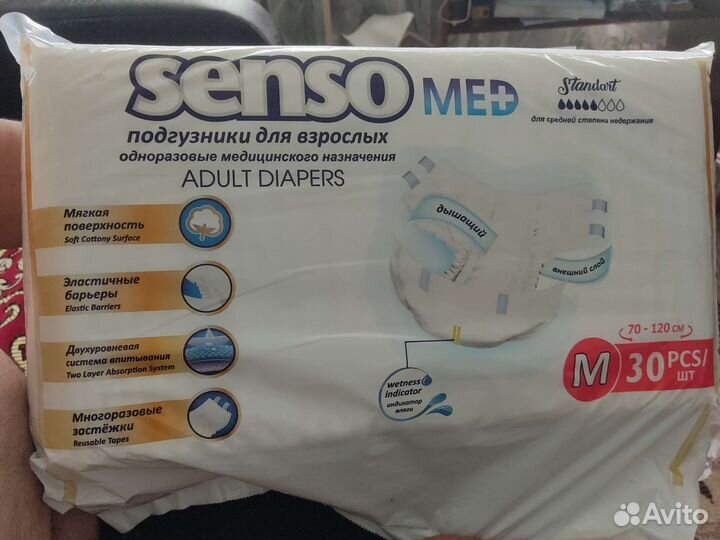 senso MED
Standart
для средней степени недержания
подгузники для взрослых
одноразовые медицинского назначения
ADULT DIAPERS
Мягкая
поверхность
Soft Cottony Surface
Эластичные
барьеры
Elastic Barriers
Двухуровневая
система впитывания
Two Layer Absorption System
Многоразовые
застёжки
Reusable Tapes
дышащий
внешний слой
wetness
indicator
индикатор
влаги
70 - 120 см
M 30 PCS/
ШТ
Avito